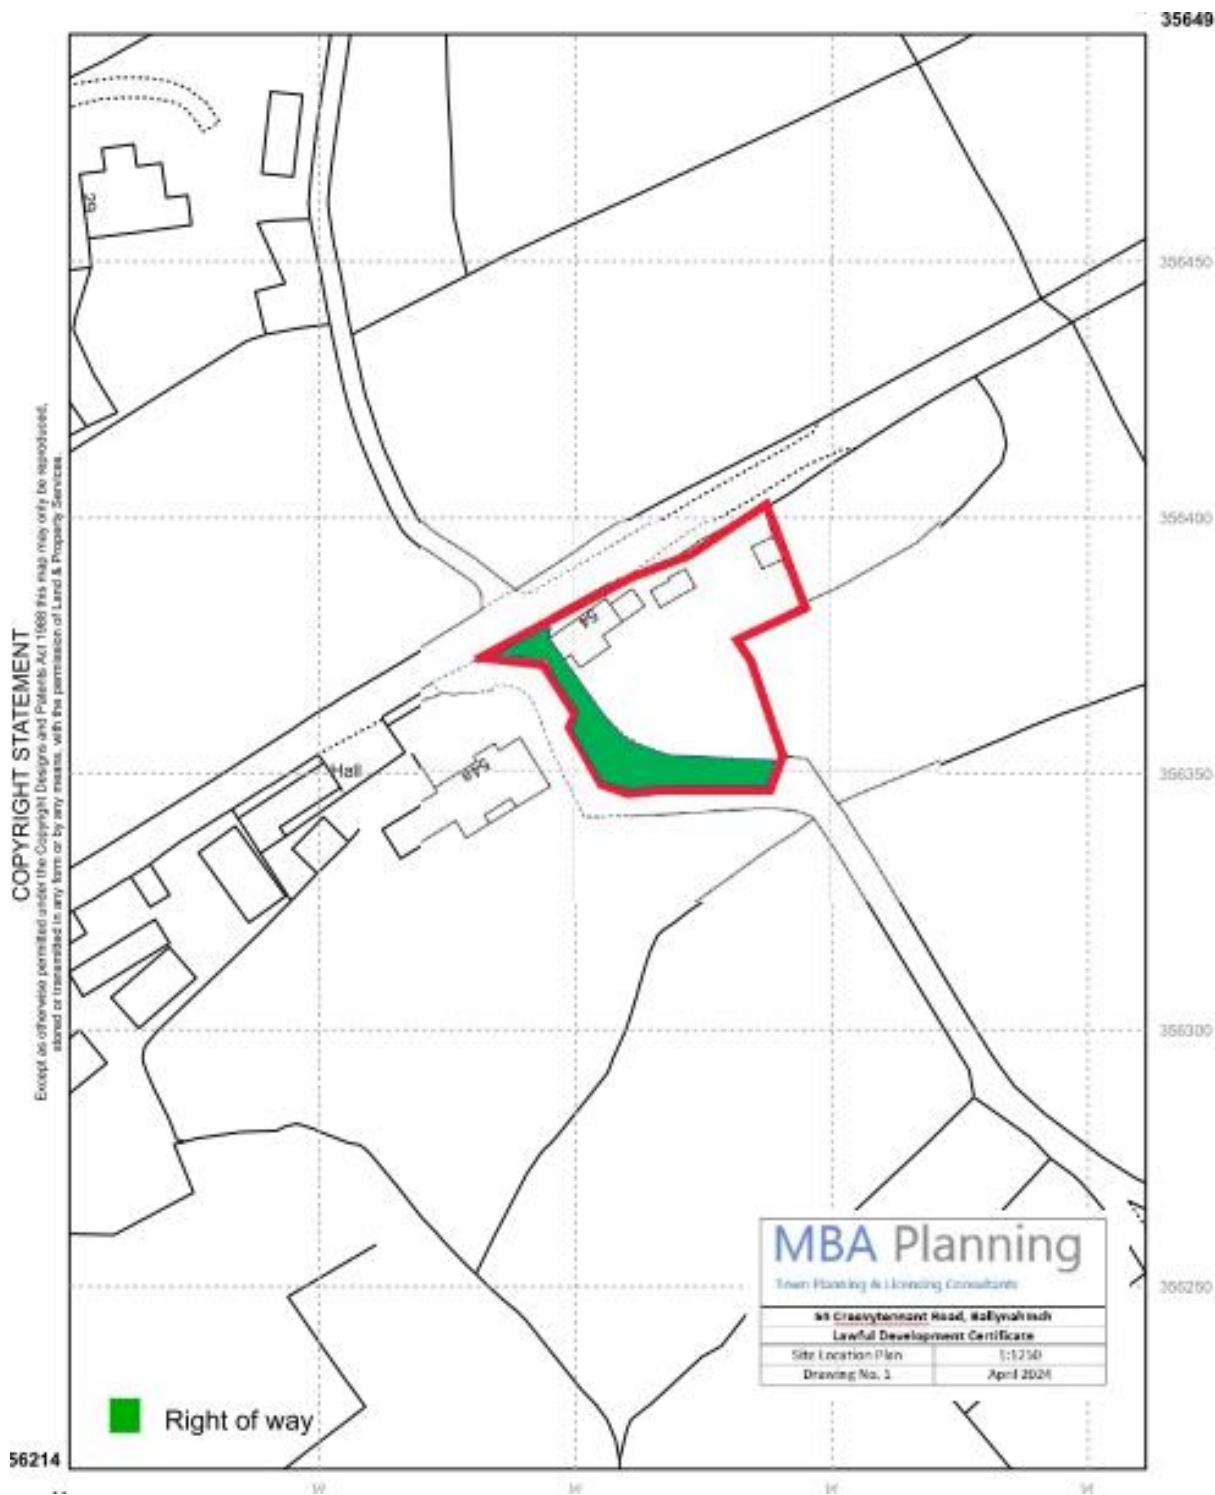 35649
29
356450
COPYRIGHT STATEMENT
Except as otherwise permitted under the Copyright Designs and Patents Act 1988 this map may only be reproduced,
stored or transmitted in any form or by any means, with the permission of Land & Property Services.
356400
54
54a
Hall
356350
356300
MBA Planning
Town Planning & Licensing Consultants
Road, Ballynahinch
Lawful Development Certificate
Site Location Plan 1:1250
Drawing No. 1 April 2024
356250
Right of way
56214